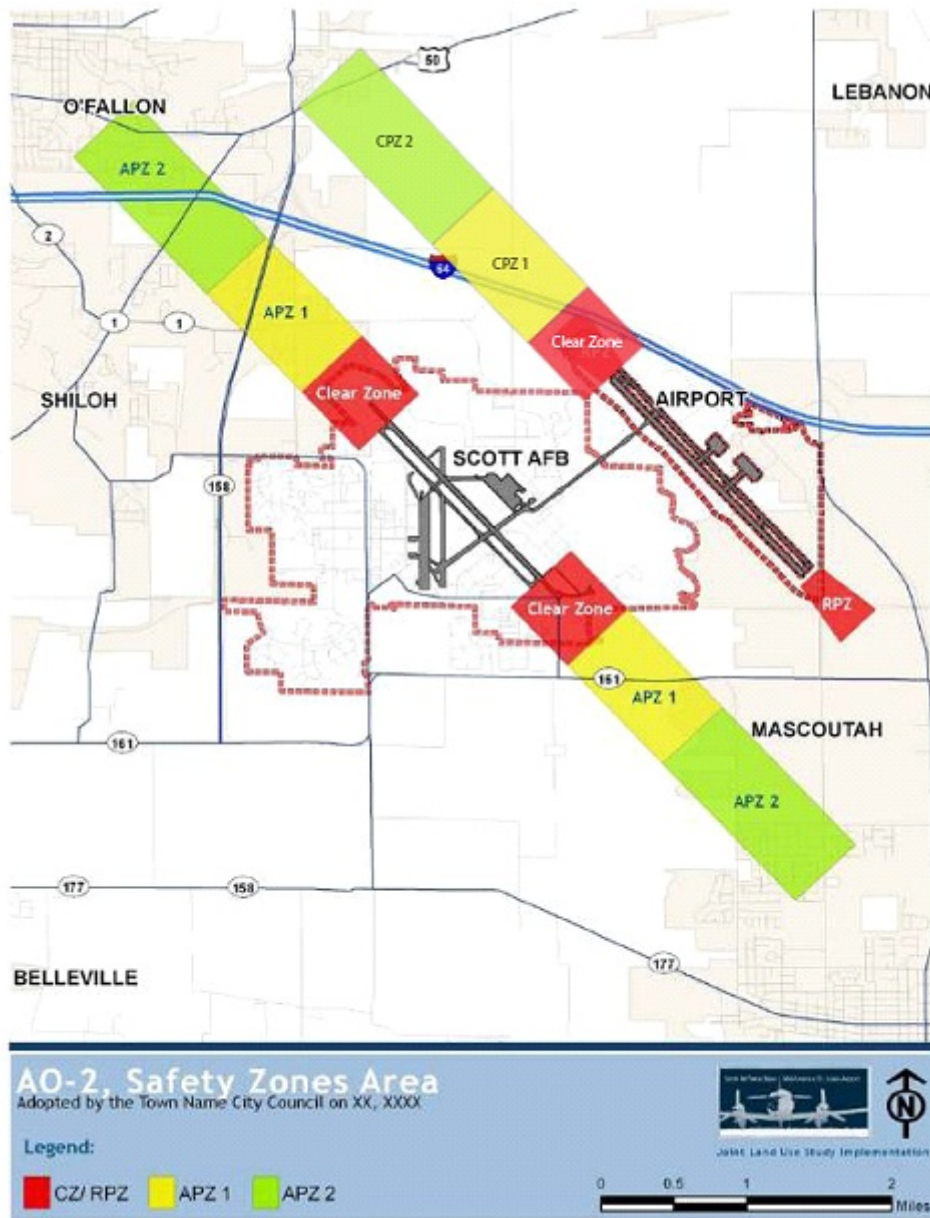 50
LEBANON
O'FALLON
CPZ 2
APZ 2
2
CPZ 1
64
APZ 1
1
1
Clear Zone
Clear Zone
SHILOH
AIRPORT
SCOTT AFB
158
Clear Zone
RPZ
161
APZ 1
MASCOUTAH
161
APZ 2
177
158
177
BELLEVILLE
AO-2, Safety Zones Area
Adopted by the Town Name City Council on XX, XXXX
N
Joint Land Use Study Implementation
Legend:
CZ/ RPZ
APZ 1
APZ 2
0 0.5 1 2
Miles